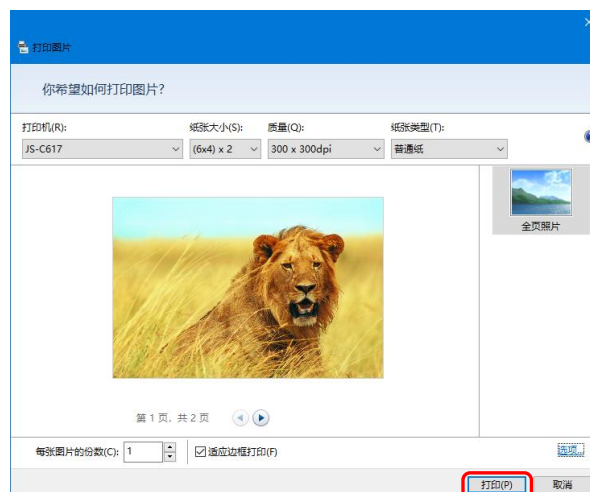 打印图片
你希望如何打印图片?
打印机(R): 纸张大小(S): 质量(Q): 纸张类型(T):
JS-C617 (6x4) x 2 300 x 300dpi 普通纸
全页照片
第 1 页, 共 2 页
每张图片的份数(C): 1 适应边框打印(F) 选项...
打印(P) 取消